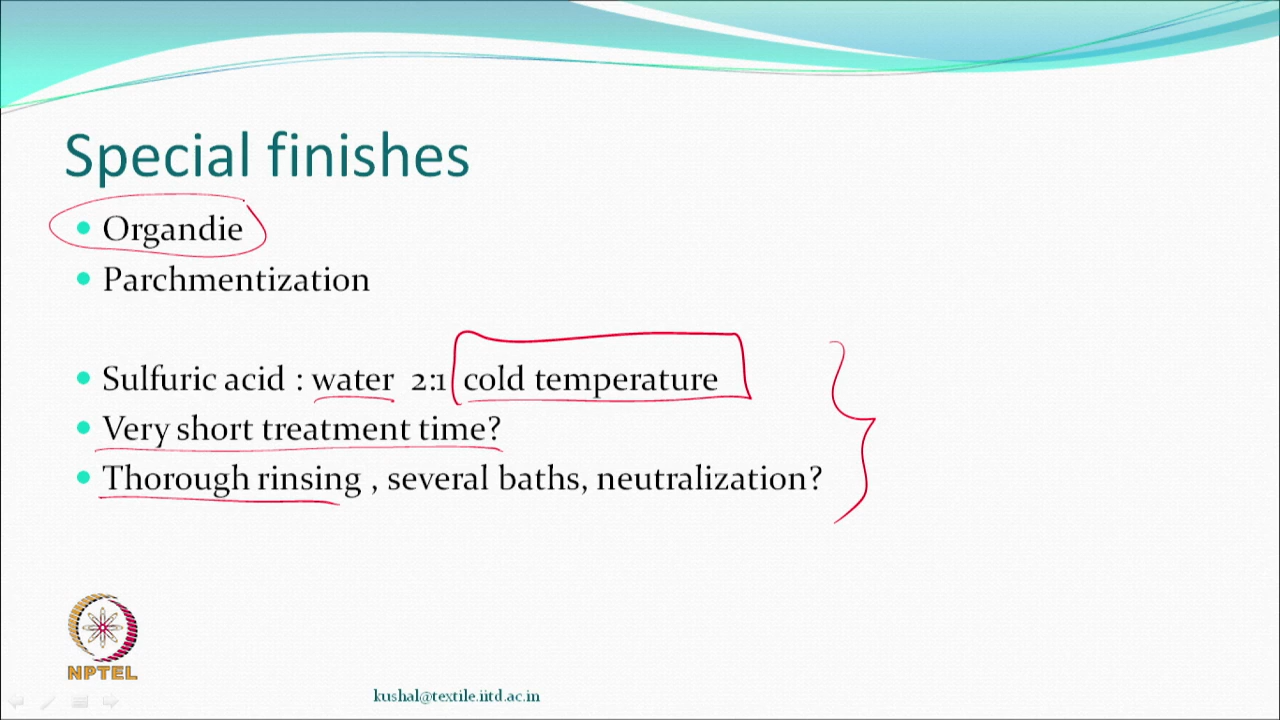 Special finishes
Organdie
Parchmentization
Sulfuric acid : water 2:1 cold temperature
Very short treatment time?
Thorough rinsing , several baths, neutralization?
NPTEL
kushal@textile.iitd.ac.in